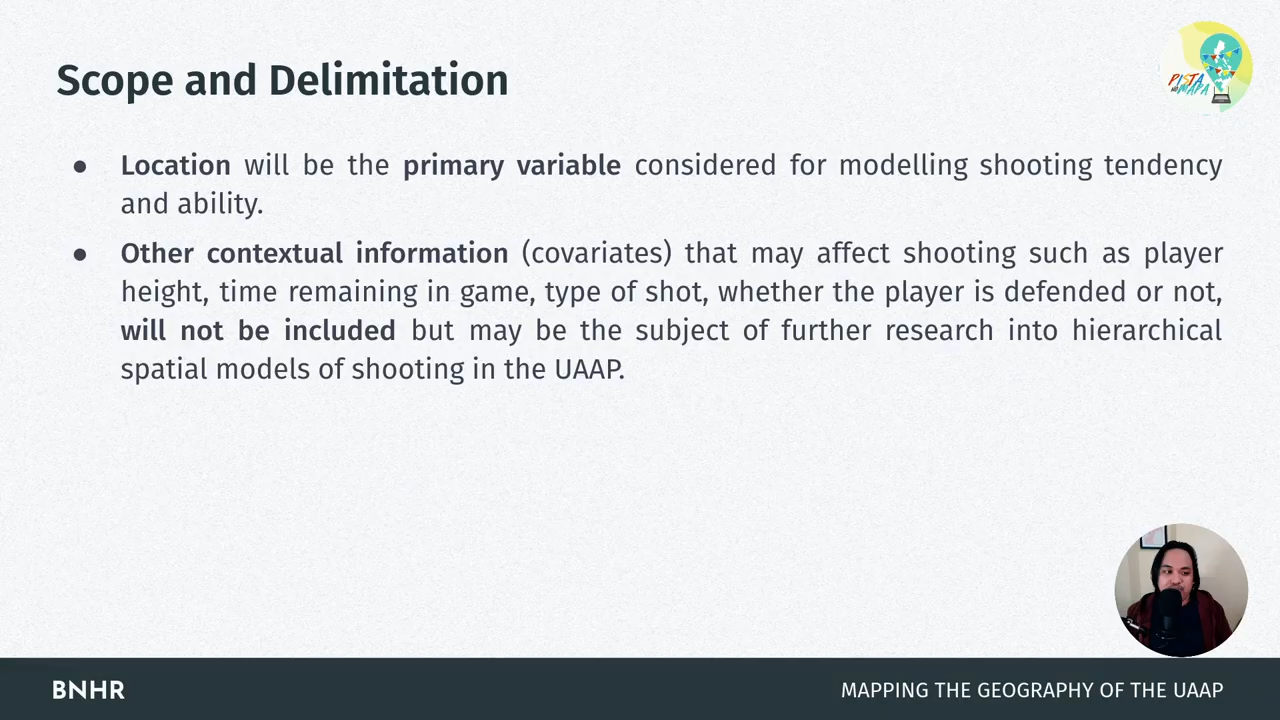 Scope and Delimitation
PISTA
NG MAPA
● Location will be the primary variable considered for modelling shooting tendency
and ability.
● Other contextual information (covariates) that may affect shooting such as player
height, time remaining in game, type of shot, whether the player is defended or not,
will not be included but may be the subject of further research into hierarchical
spatial models of shooting in the UAAP.
BNHR
MAPPING THE GEOGRAPHY OF THE UAAP